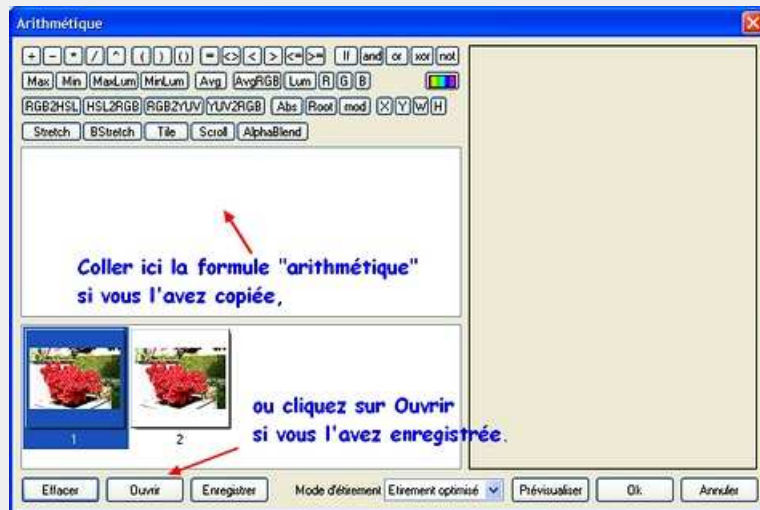 Arithmétique
+ - * / ^ ( ) () = <> < > <= >= If and or xor not
Max Min MaxLum MinLum Avg AvgRGB Lum R G B
RGB2HSL HSL2RGB RGB2YUV YUV2RGB Abs Root mod X Y W H
Stretch BStretch Tile Scroll AlphaBlend
Coller ici la formule "arithmétique"
si vous l'avez copiée,
ou cliquez sur Ouvrir
si vous l'avez enregistrée.
1 2
Effacer Ouvrir Enregistrer Mode d'étirement Etirement optimisé Prévisualiser Ok Annuler